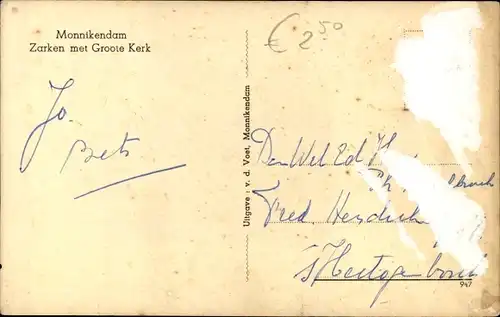 Monnikendam
Zarken met Groote Kerk
€ 2 50
Jo.
Bets
Uitgave: v. d. Voet, Monnikendam
Den Wel Ed H
Fred. Hendrik
s Hertogenbosch
947